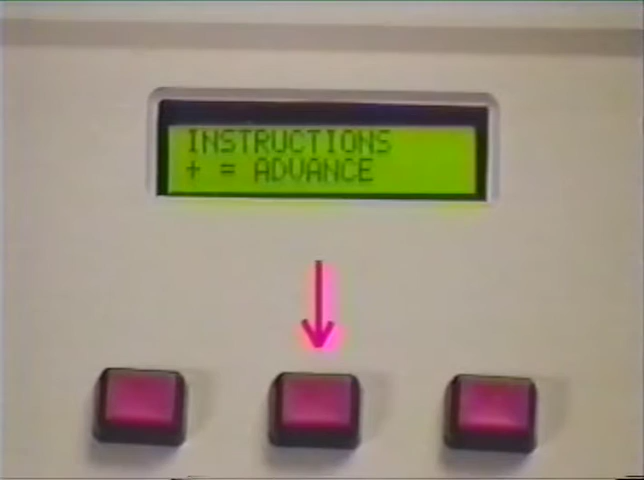 INSTRUCTIONS
+ = ADVANCE